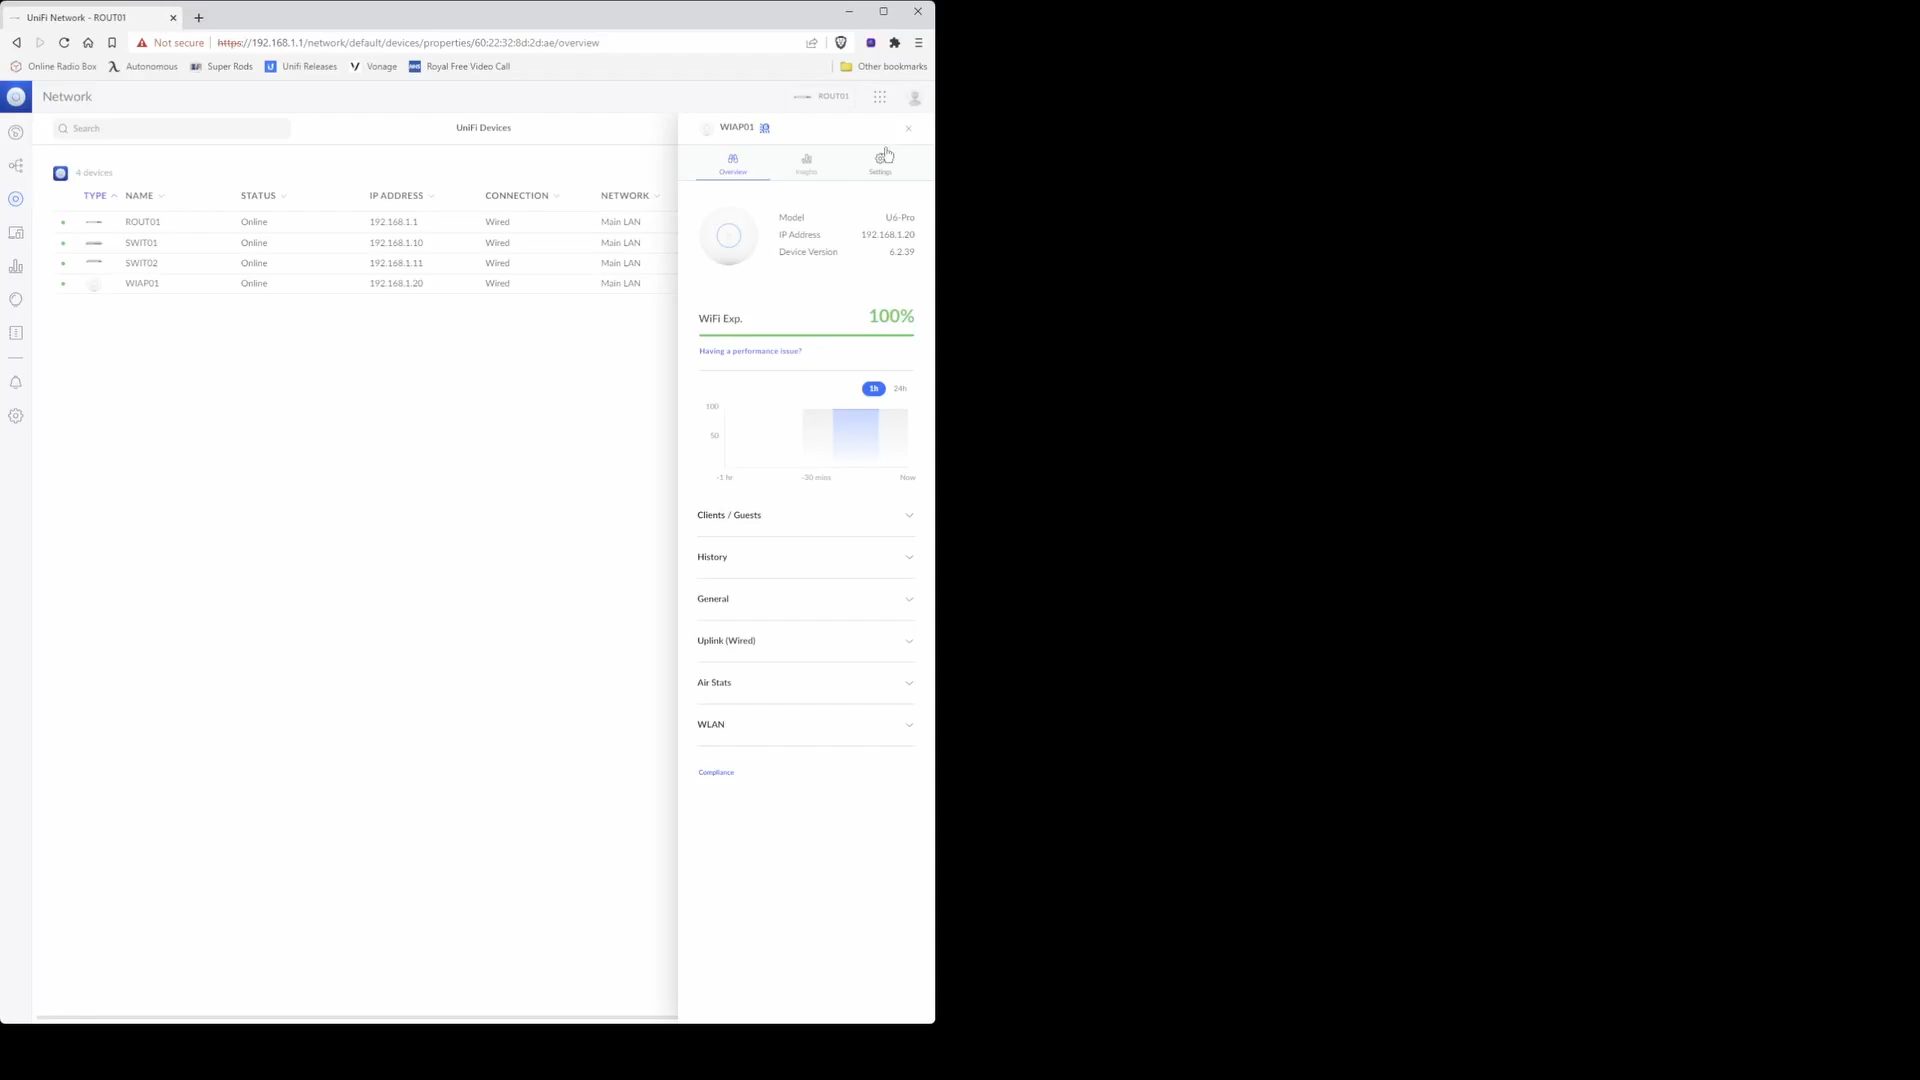 UniFi Network - ROUT01
Not secure https://192.168.1.1/network/default/devices/properties/60:22:32:8d:2d:ae/overview
Online Radio Box Autonomous Super Rods Unifi Releases Vonage Royal Free Video Call Other bookmarks
Network ROUT01
Search UniFi Devices WIAP01
Overview Insights Settings
4 devices
TYPE NAME STATUS IP ADDRESS CONNECTION NETWORK
ROUT01 Online 192.168.1.1 Wired Main LAN
SWIT01 Online 192.168.1.10 Wired Main LAN
SWIT02 Online 192.168.1.11 Wired Main LAN
WIAP01 Online 192.168.1.20 Wired Main LAN
Model U6-Pro
IP Address 192.168.1.20
Device Version 6.2.39
WiFi Exp. 100%
Having a performance issue?
1h 24h
100
50
-1 hr -30 mins Now
Clients / Guests
History
General
Uplink (Wired)
Air Stats
WLAN
Compliance